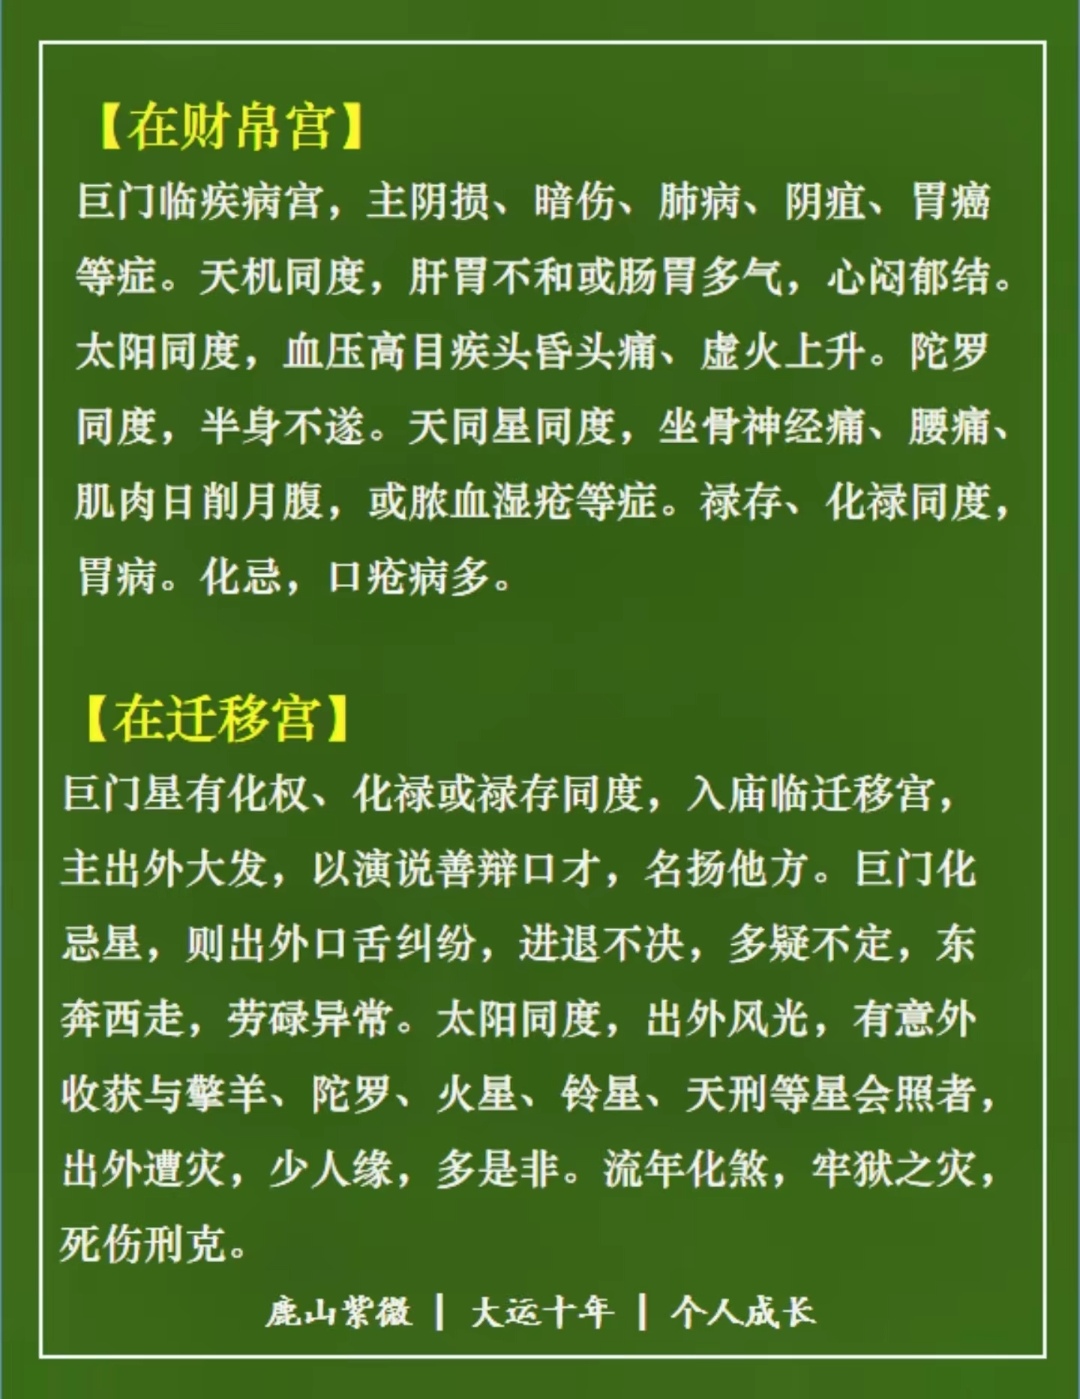 【在财帛宫】
巨门临疾病宫，主阴损、暗伤、肺病、阴疽、胃癌
等症。天机同度，肝胃不和或肠胃多气，心闷郁结。
太阳同度，血压高目疾头昏头痛、虚火上升。陀罗
同度，半身不遂。天同星同度，坐骨神经痛、腰痛、
肌肉日削月腹，或脓血湿疮等症。禄存、化禄同度，
胃病。化忌，口疮病多。
【在迁移宫】
巨门星有化权、化禄或禄存同度，入庙临迁移宫，
主出外大发，以演说善辩口才，名扬他方。巨门化
忌星，则出外口舌纠纷，进退不决，多疑不定，东
奔西走，劳碌异常。太阳同度，出外风光，有意外
收获与擎羊、陀罗、火星、铃星、天刑等星会照者，
出外遭灾，少人缘，多是非。流年化煞，牢狱之灾，
死伤刑克。
鹿山紫微 | 大运十年 | 个人成长